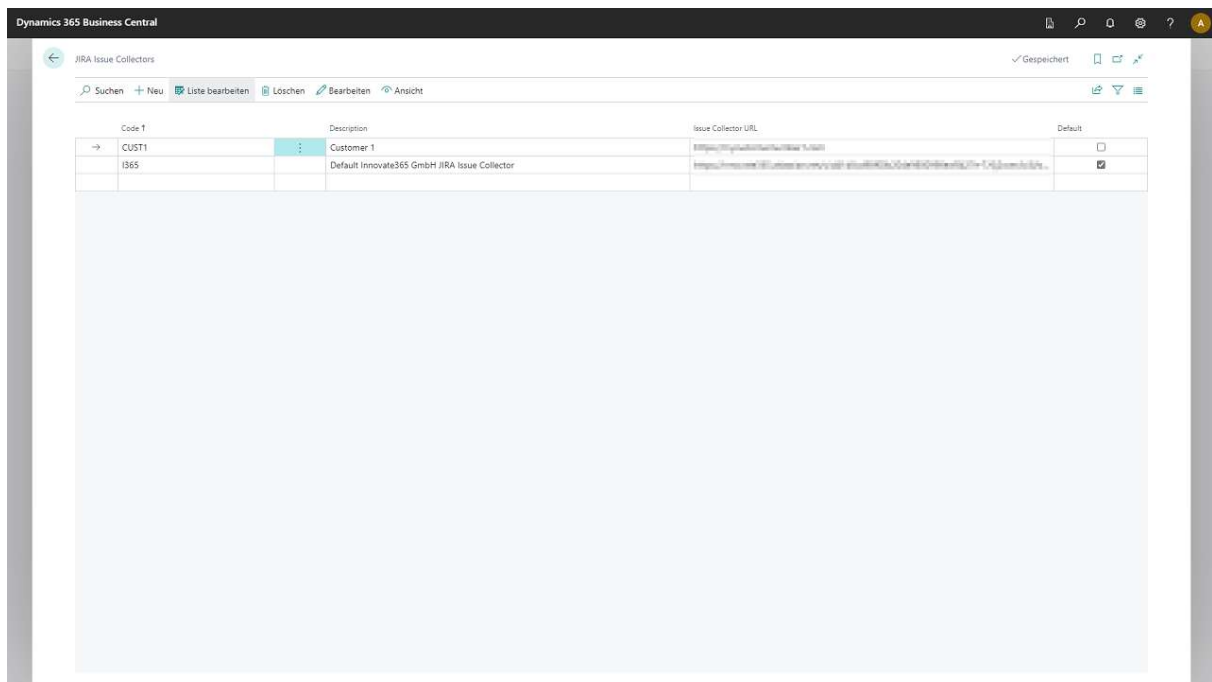 Dynamics 365 Business Central
?
A
JIRA Issue Collectors
Gespeichert
Suchen Neu Liste bearbeiten Löschen Bearbeiten Ansicht
Code ↑ Description Issue Collector URL Default
CUST1 Customer 1
I365 Default Innovate365 GmbH JIRA Issue Collector